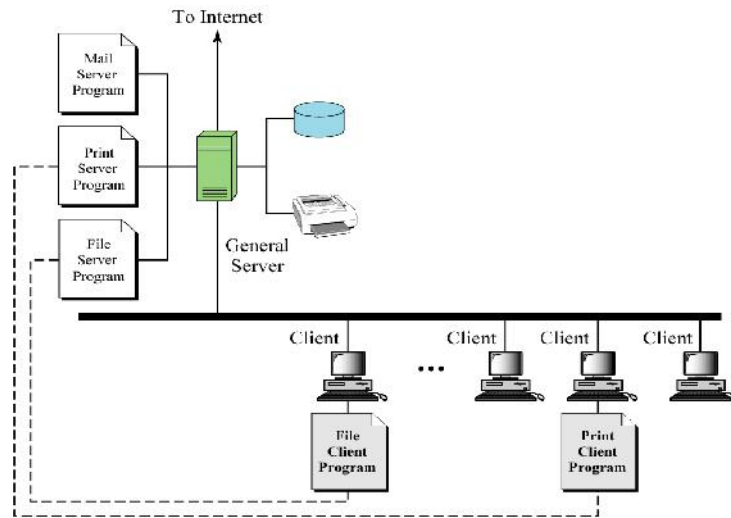 To Internet
Mail
Server
Program
Print
Server
Program
File
Server
Program
General
Server
Client
Client
Client
Client
...
File
Client
Program
Print
Client
Program